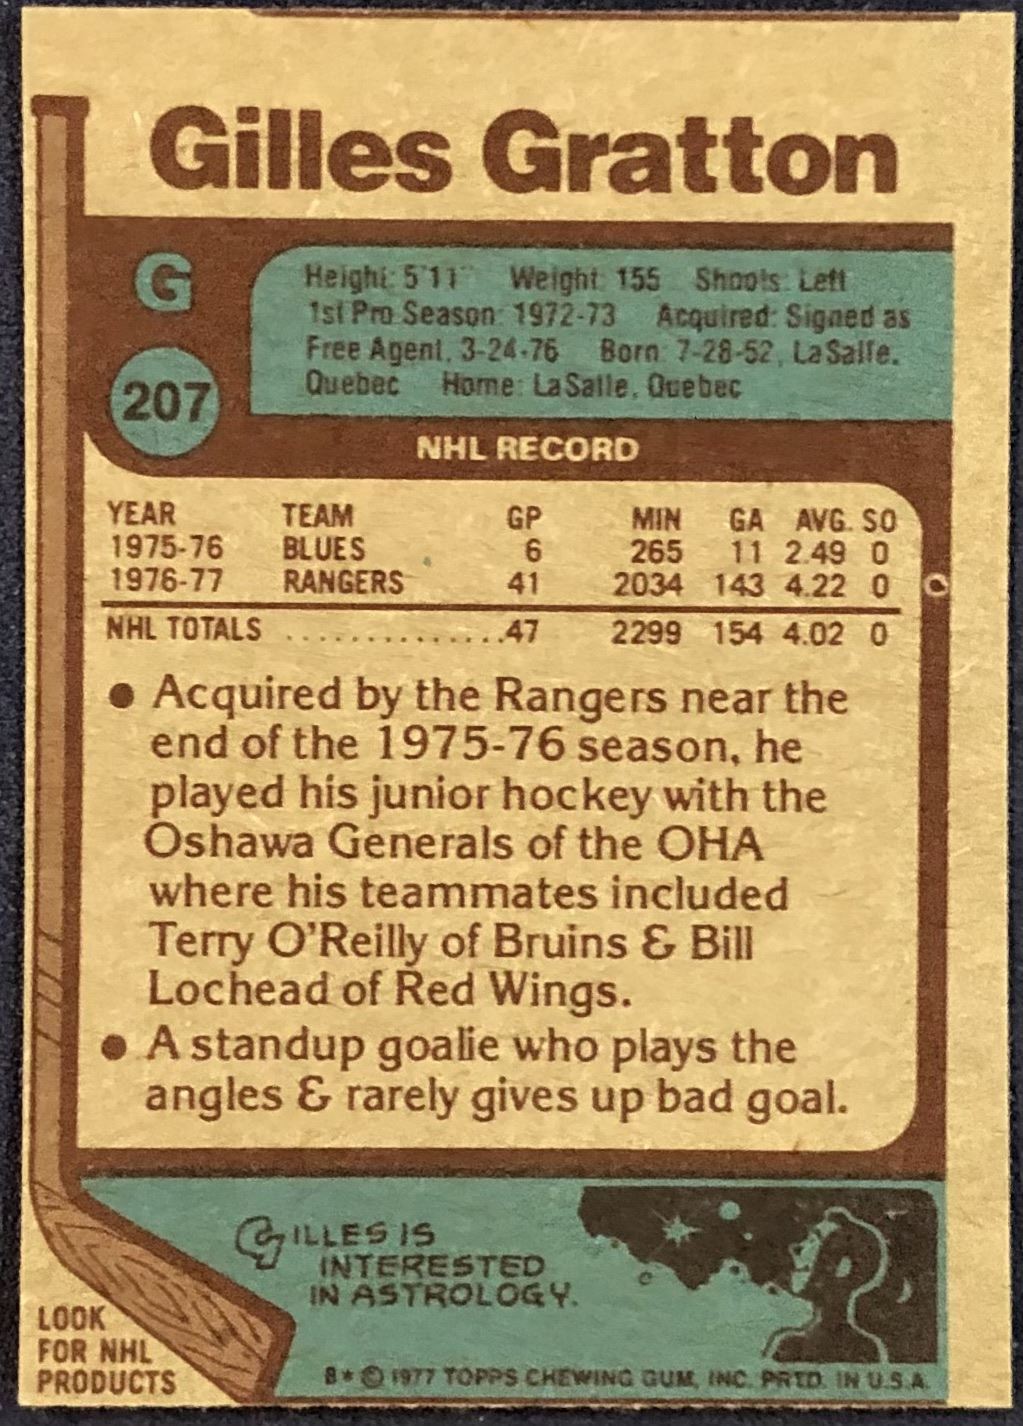 Gilles Gratton
G
207
Height: 5'11" Weight: 155 Shoots: Left
1st Pro Season: 1972-73 Acquired: Signed as
Free Agent, 3-24-76 Born: 7-28-52, LaSalle,
Quebec Home: LaSalle, Quebec
NHL RECORD
YEAR TEAM GP MIN GA AVG. SO
1975-76 BLUES 6 265 11 2.49 0
1976-77 RANGERS 41 2034 143 4.22 0
NHL TOTALS ..............47 2299 154 4.02 0
● Acquired by the Rangers near the
end of the 1975-76 season, he
played his junior hockey with the
Oshawa Generals of the OHA
where his teammates included
Terry O'Reilly of Bruins & Bill
Lochead of Red Wings.
● A standup goalie who plays the
angles & rarely gives up bad goal.
GILLES IS
INTERESTED
IN ASTROLOGY.
LOOK
FOR NHL
PRODUCTS
B* © 1977 TOPPS CHEWING GUM, INC. PRTD. IN U.S.A.